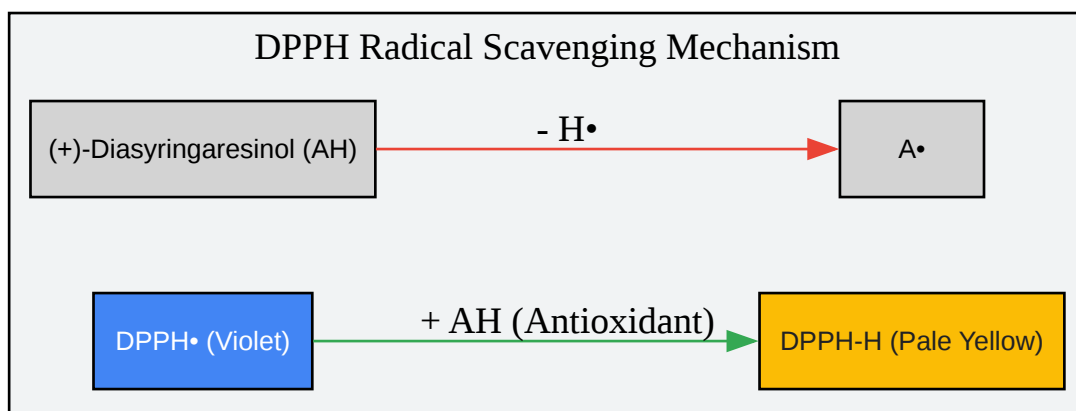 DPPH Radical Scavenging Mechanism
(+)-Diasyringaresinol (AH)
- H•
A•
DPPH• (Violet)
+ AH (Antioxidant)
DPPH-H (Pale Yellow)